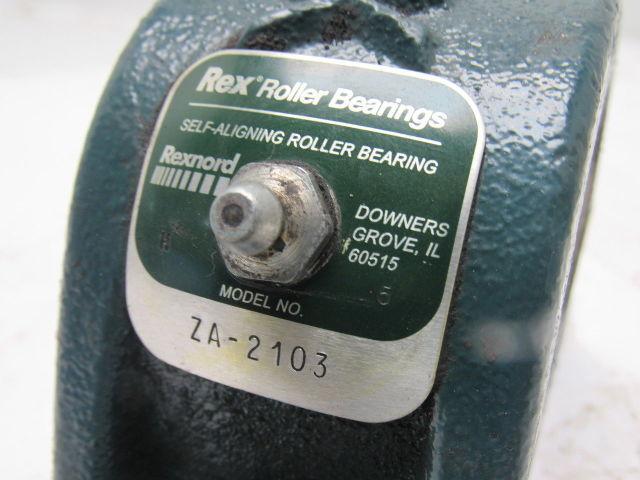 Rex® Roller Bearings
SELF-ALIGNING ROLLER BEARING
Rexnord
DOWNERS
GROVE, IL
60515
MODEL NO.
ZA-2103